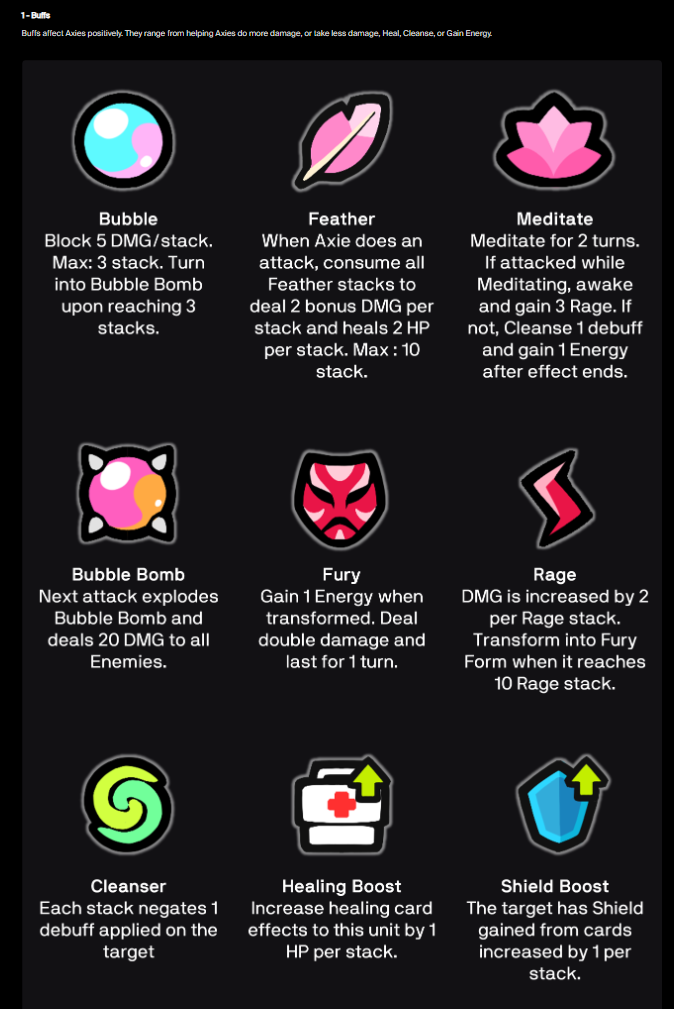 1 - Buffs
Buffs affect Axies positively. They range from helping Axies do more damage, or take less damage, Heal, Cleanse, or Gain Energy.
Bubble
Block 5 DMG/stack.
Max: 3 stack. Turn
into Bubble Bomb
upon reaching 3
stacks.
Feather
When Axie does an
attack, consume all
Feather stacks to
deal 2 bonus DMG per
stack and heals 2 HP
per stack. Max : 10
stack.
Meditate
Meditate for 2 turns.
If attacked while
Meditating, awake
and gain 3 Rage. If
not, Cleanse 1 debuff
and gain 1 Energy
after effect ends.
Bubble Bomb
Next attack explodes
Bubble Bomb and
deals 20 DMG to all
Enemies.
Fury
Gain 1 Energy when
transformed. Deal
double damage and
last for 1 turn.
Rage
DMG is increased by 2
per Rage stack.
Transform into Fury
Form when it reaches
10 Rage stack.
Cleanser
Each stack negates 1
debuff applied on the
target
Healing Boost
Increase healing card
effects to this unit by 1
HP per stack.
Shield Boost
The target has Shield
gained from cards
increased by 1 per
stack.